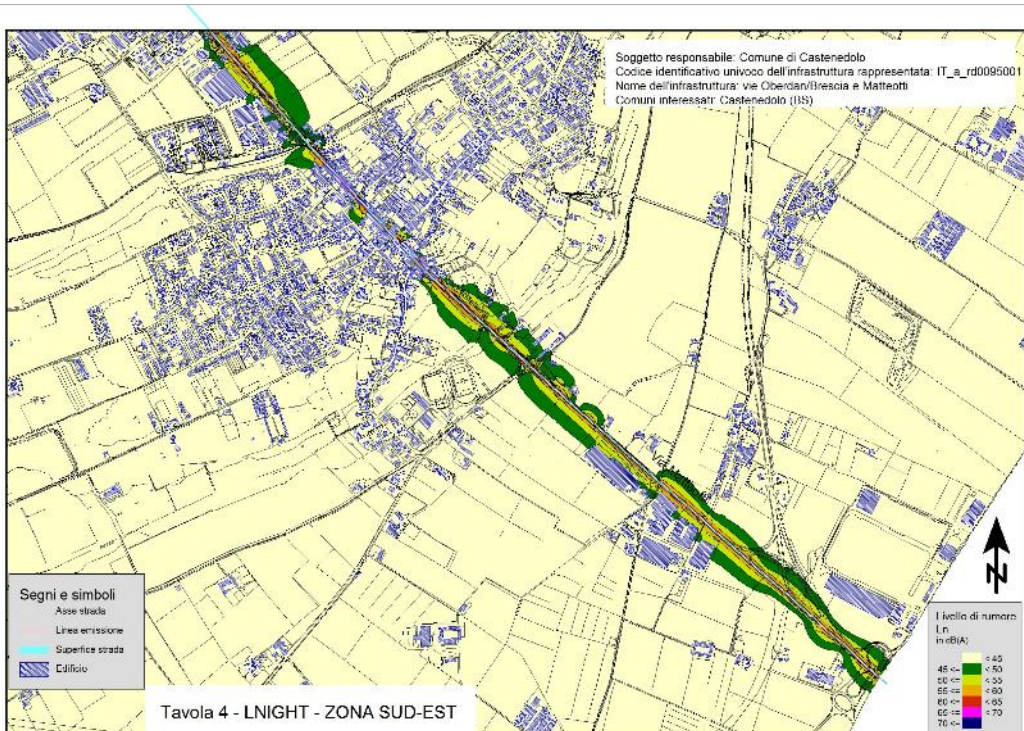 Soggetto responsabile: Comune di Castenedolo
Codice identificativo univoco dell'infrastruttura rappresentata: IT_a_rd0095001
Nome dell'infrastruttura: vie Oberdan/Brescia e Matteotti
Comuni interessati: Castenedolo (BS)
N
Segni e simboli
Asse strada
Linea emissione
Superfice strada
Edificio
Tavola 4 - LNIGHT - ZONA SUD-EST
Livello di rumore
Ln
in dB(A)
< 45
45 <= < 50
50 <= < 55
55 <= < 60
60 <= < 65
65 <= < 70
70 <=